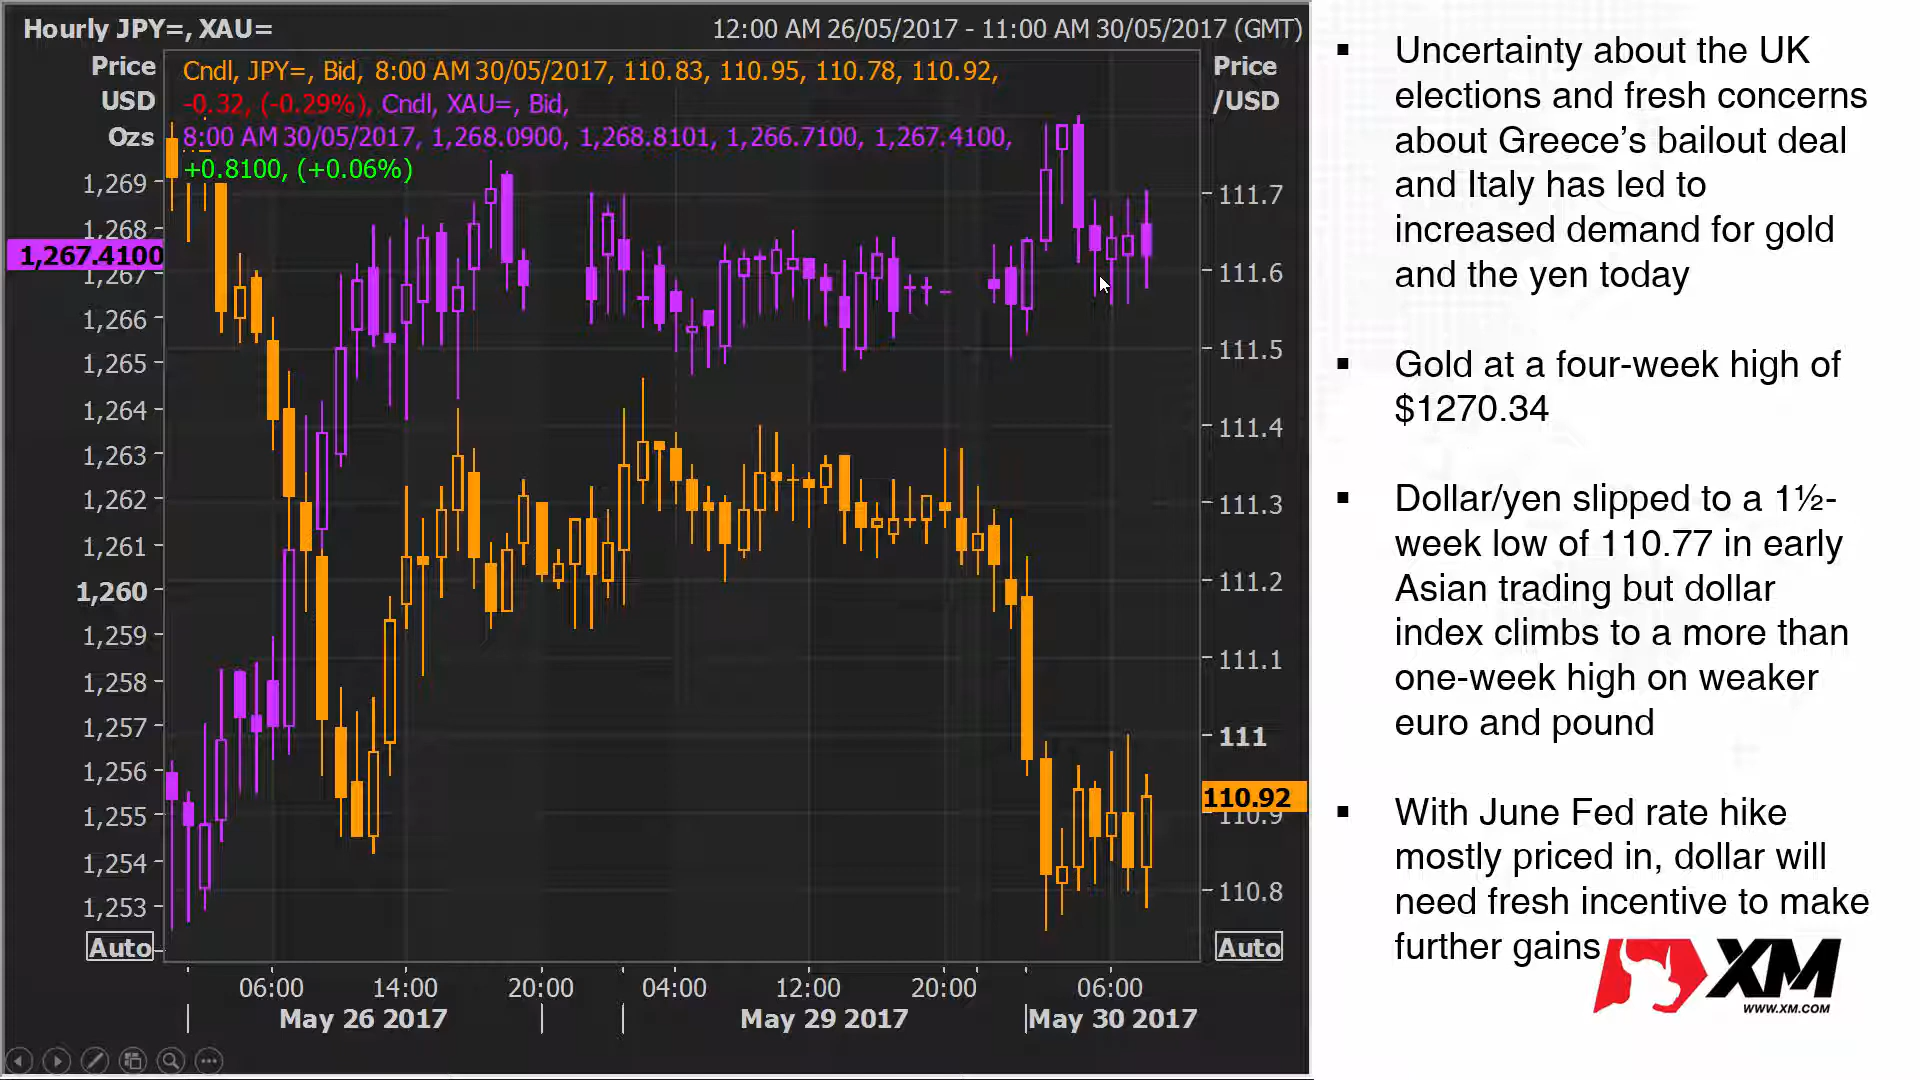 Hourly JPY=, XAU=
12:00 AM 26/05/2017 - 11:00 AM 30/05/2017 (GMT)
Price
USD
Ozs
Cndl, JPY=, Bid, 8:00 AM 30/05/2017, 110.83, 110.95, 110.78, 110.92,
-0.32, (-0.29%), Cndl, XAU=, Bid,
8:00 AM 30/05/2017, 1,268.0900, 1,268.8101, 1,266.7100, 1,267.4100,
+0.8100, (+0.06%)
Price
/USD
1,269
1,268
1,267.4100
1,267
1,266
1,265
1,264
1,263
1,262
1,261
1,260
1,259
1,258
1,257
1,256
1,255
1,254
1,253
Auto
111.7
111.6
111.5
111.4
111.3
111.2
111.1
111
110.92
110.9
110.8
Auto
06:00 14:00 20:00 04:00 12:00 20:00 06:00
May 26 2017 May 29 2017 May 30 2017
▪ Uncertainty about the UK
elections and fresh concerns
about Greece’s bailout deal
and Italy has led to
increased demand for gold
and the yen today
▪ Gold at a four-week high of
$1270.34
▪ Dollar/yen slipped to a 1½-
week low of 110.77 in early
Asian trading but dollar
index climbs to a more than
one-week high on weaker
euro and pound
▪ With June Fed rate hike
mostly priced in, dollar will
need fresh incentive to make
further gains
XM
WWW.XM.COM